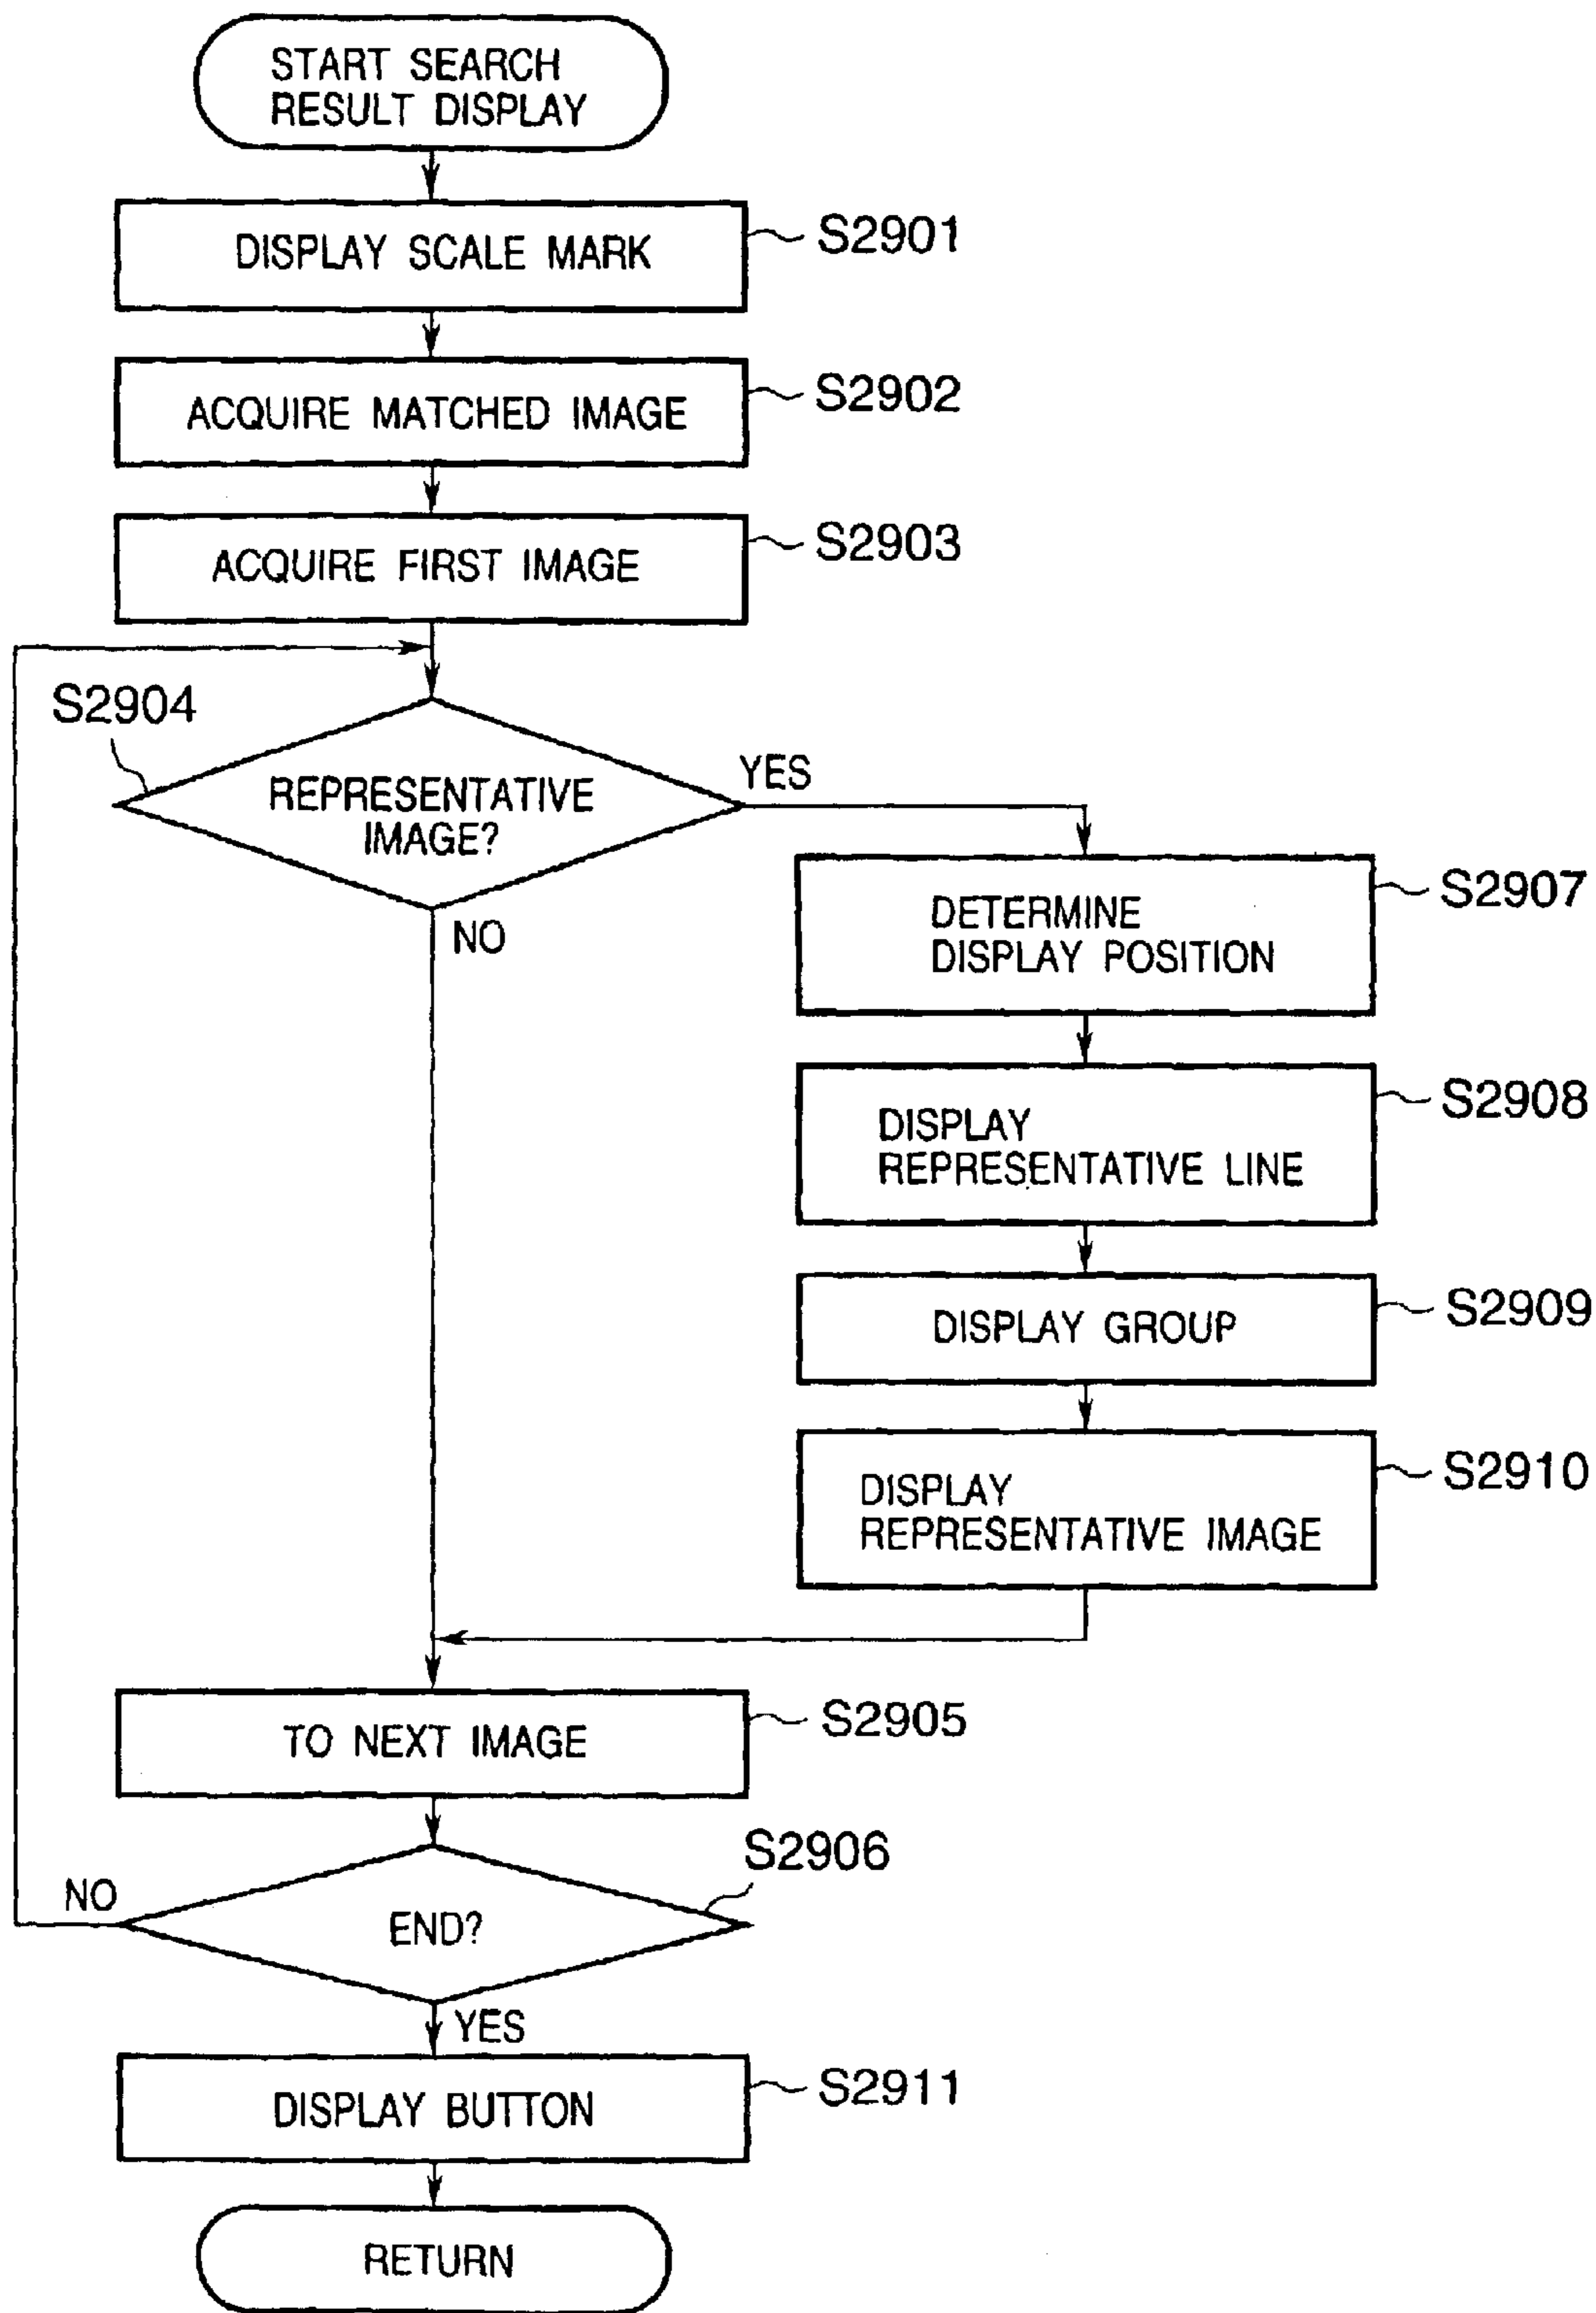 START SEARCH
RESULT DISPLAY
DISPLAY SCALE MARK
S2901
ACQUIRE MATCHED IMAGE
S2902
ACQUIRE FIRST IMAGE
S2903
S2904
REPRESENTATIVE
IMAGE?
YES
NO
DETERMINE
DISPLAY POSITION
S2907
DISPLAY
REPRESENTATIVE LINE
S2908
DISPLAY GROUP
S2909
DISPLAY
REPRESENTATIVE IMAGE
S2910
TO NEXT IMAGE
S2905
S2906
NO
END?
YES
DISPLAY BUTTON
S2911
RETURN